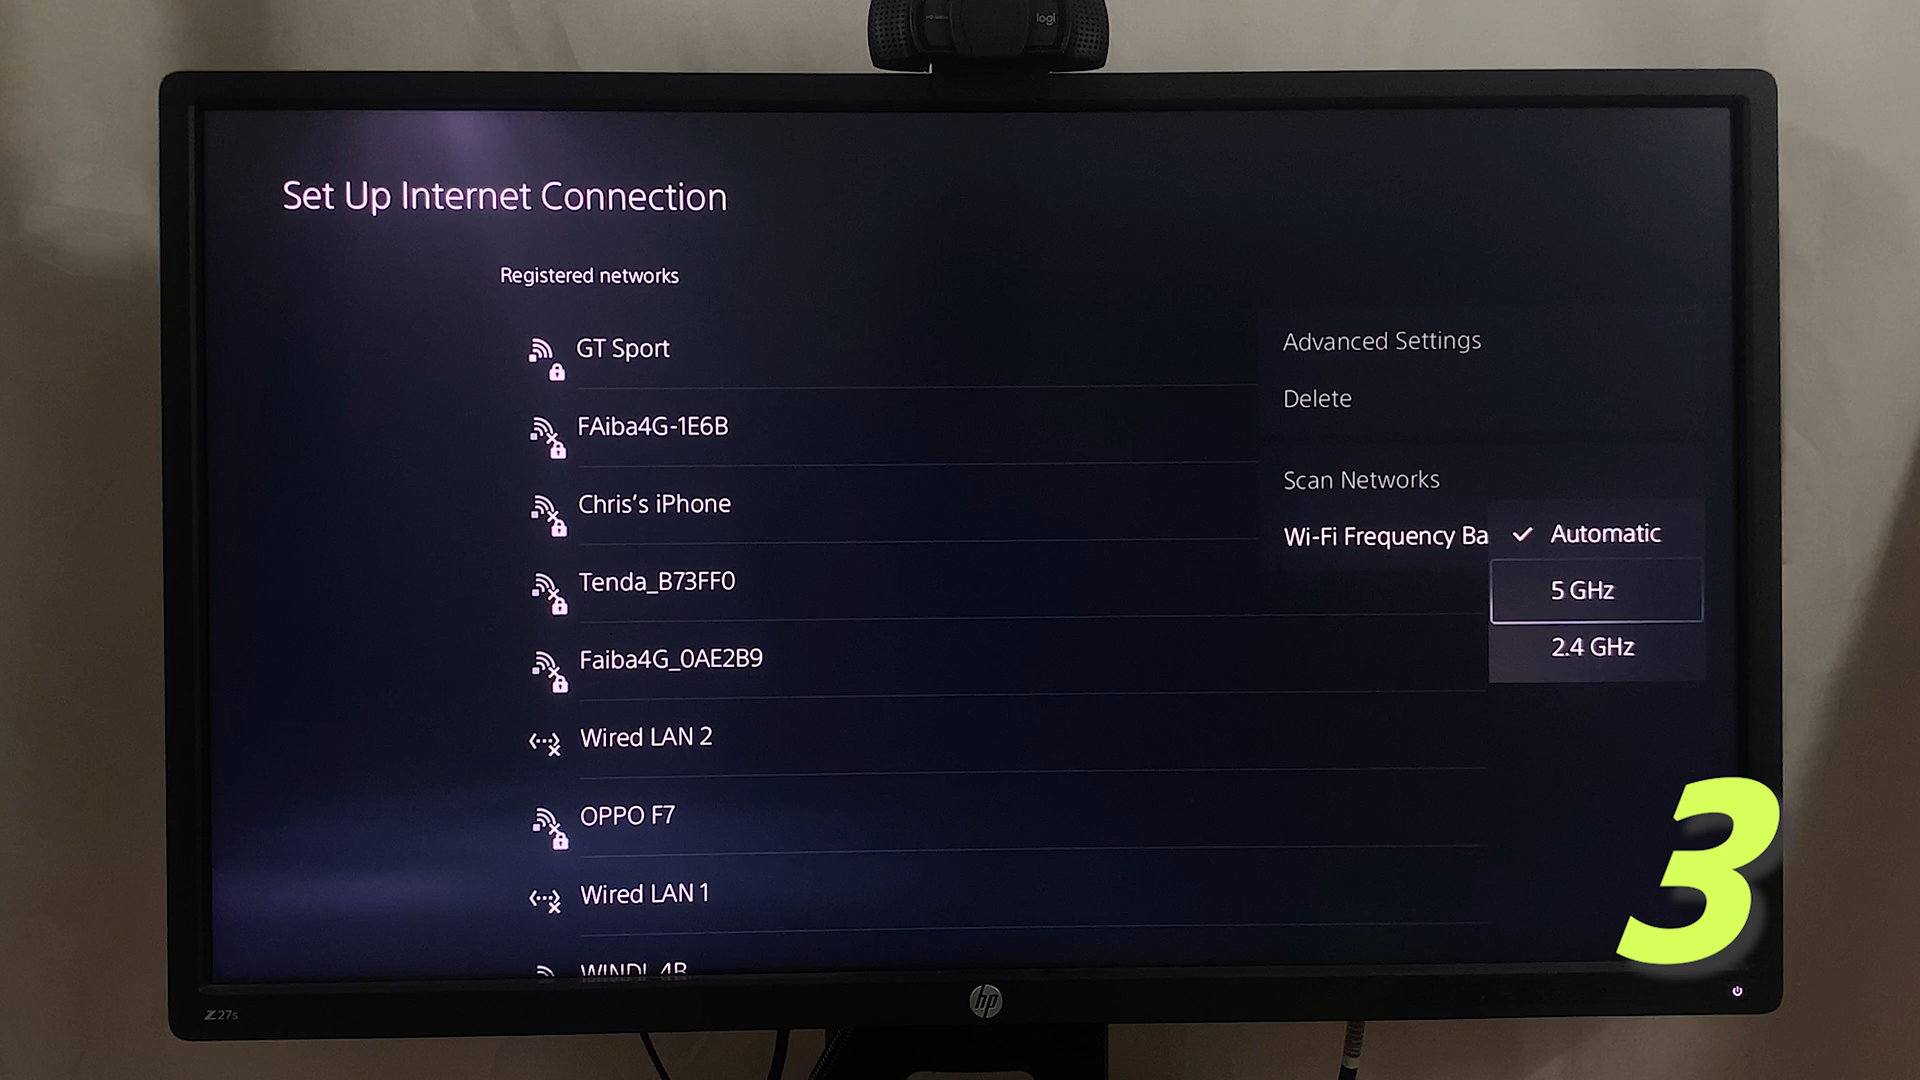 logi
Set Up Internet Connection
Registered networks
GT Sport
FAiba4G-1E6B
Chris's iPhone
Tenda_B73FF0
Faiba4G_0AE2B9
Wired LAN 2
OPPO F7
Wired LAN 1
Advanced Settings
Delete
Scan Networks
Wi-Fi Frequency Ba
Automatic
5 GHz
2.4 GHz
3
Z27s
hp